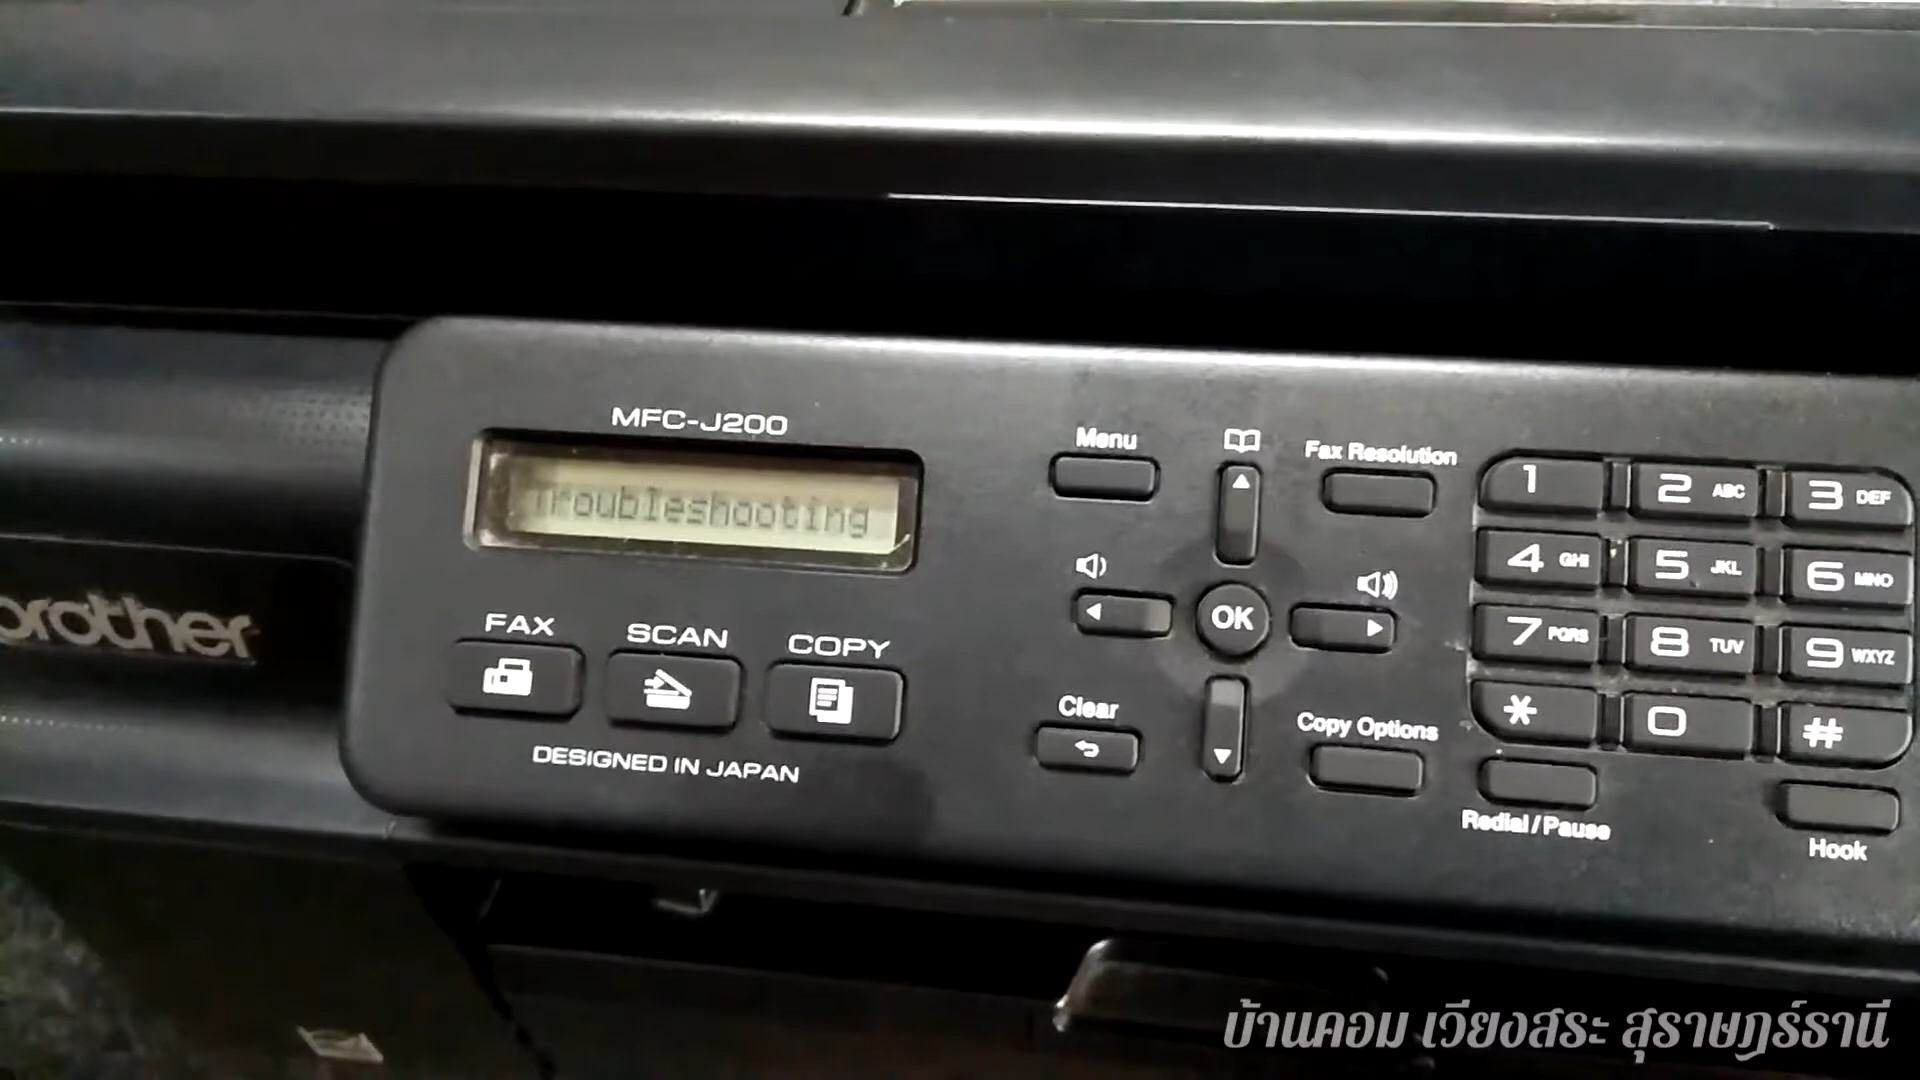 MFC-J200
Troubleshooting
brother
FAX
SCAN
COPY
DESIGNED IN JAPAN
Menu
Fax Resolution
OK
Clear
Copy Options
1
2 ABC
3 DEF
4 GHI
5 JKL
6 MNO
7 PQRS
8 TUV
9 WXYZ
*
0
#
Redial/Pause
Hook
บ้านคอม เวียงสระ สุราษฎร์ธานี